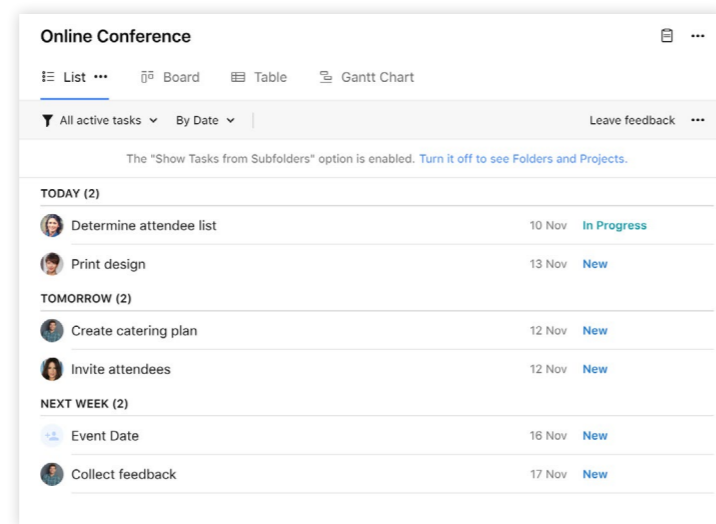 Online Conference
List ••• Board Table Gantt Chart
All active tasks By Date Leave feedback •••
The "Show Tasks from Subfolders" option is enabled. Turn it off to see Folders and Projects.
TODAY (2)
Determine attendee list 10 Nov In Progress
Print design 13 Nov New
TOMORROW (2)
Create catering plan 12 Nov New
Invite attendees 12 Nov New
NEXT WEEK (2)
Event Date 16 Nov New
Collect feedback 17 Nov New